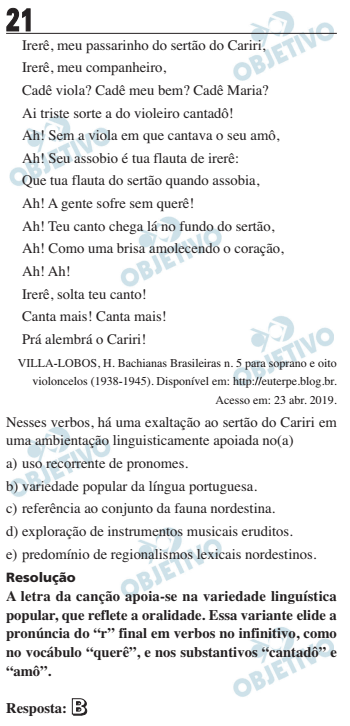 21
Irerê, meu passarinho do sertão do Cariri,
Irerê, meu companheiro,
Cadê viola? Cadê meu bem? Cadê Maria?
Ai triste sorte a do violeiro cantadô!
Ah! Sem a viola em que cantava o seu amô,
Ah! Seu assobio é tua flauta de irerê:
Que tua flauta do sertão quando assobia,
Ah! A gente sofre sem querê!
Ah! Teu canto chega lá no fundo do sertão,
Ah! Como uma brisa amolecendo o coração,
Ah! Ah!
Irerê, solta teu canto!
Canta mais! Canta mais!
Prá alembrá o Cariri!
VILLA-LOBOS, H. Bachianas Brasileiras n. 5 para soprano e oito
violoncelos (1938-1945). Disponível em: http://euterpe.blog.br.
Acesso em: 23 abr. 2019.
Nesses verbos, há uma exaltação ao sertão do Cariri em
uma ambientação linguisticamente apoiada no(a)
a) uso recorrente de pronomes.
b) variedade popular da língua portuguesa.
c) referência ao conjunto da fauna nordestina.
d) exploração de instrumentos musicais eruditos.
e) predomínio de regionalismos lexicais nordestinos.
Resolução
A letra da canção apoia-se na variedade linguística
popular, que reflete a oralidade. Essa variante elide a
pronúncia do “r” final em verbos no infinitivo, como
no vocábulo “querê”, e nos substantivos “cantadô” e
“amô”.
Resposta: B
OBJETIVO
OBJETIVO
OBJETIVO
OBJETIVO
OBJETIVO
OBJETIVO
OBJETIVO